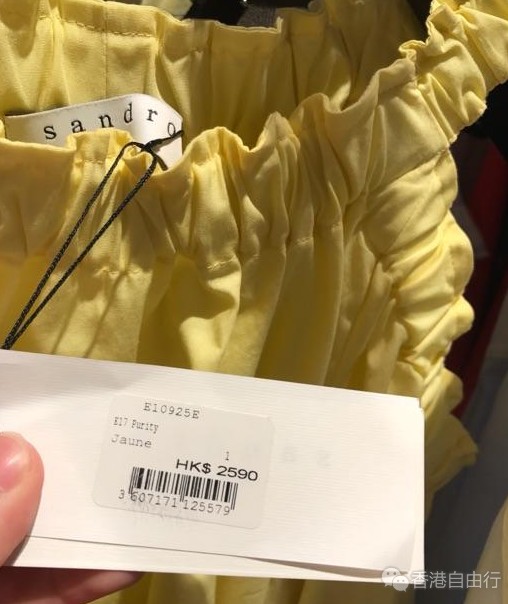 sandro
E10925E
E17 Purity
Jaune
1
HK$ 2590
3 607171 125579
香港自由行